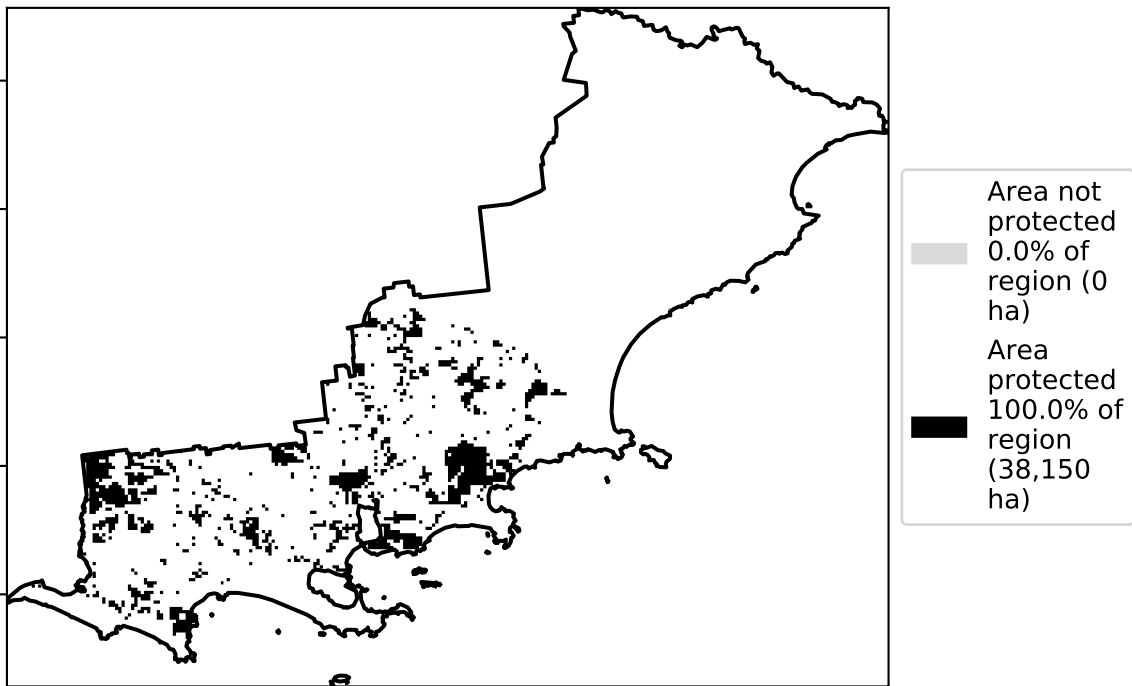 Area not
protected
0.0% of
region (0
ha)
Area
protected
100.0% of
region
(38,150
ha)